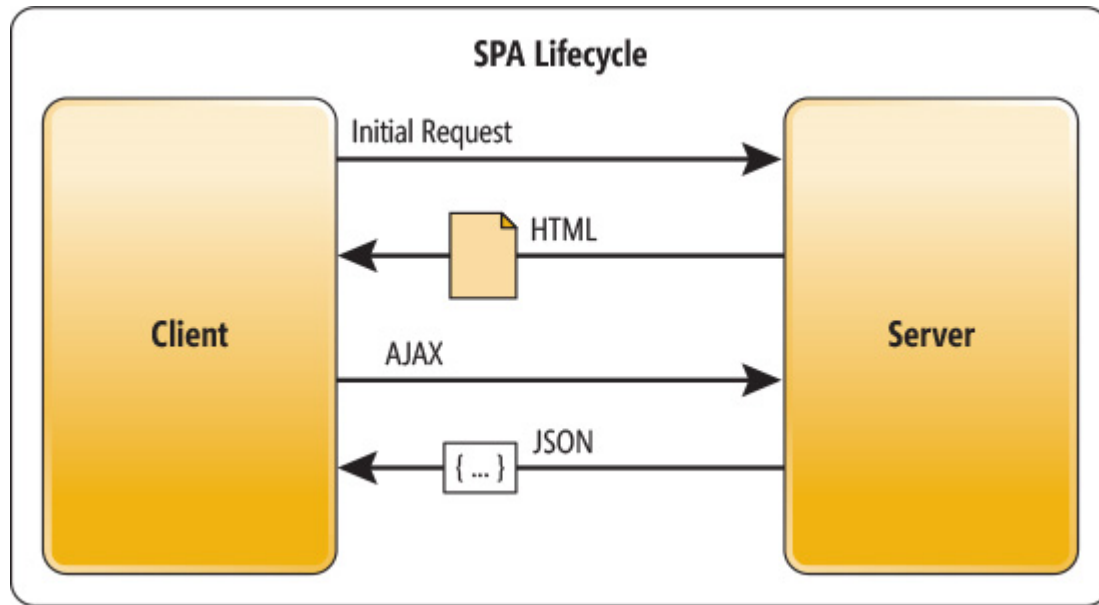 SPA Lifecycle
Initial Request
HTML
Client
Server
AJAX
JSON
{ ... }